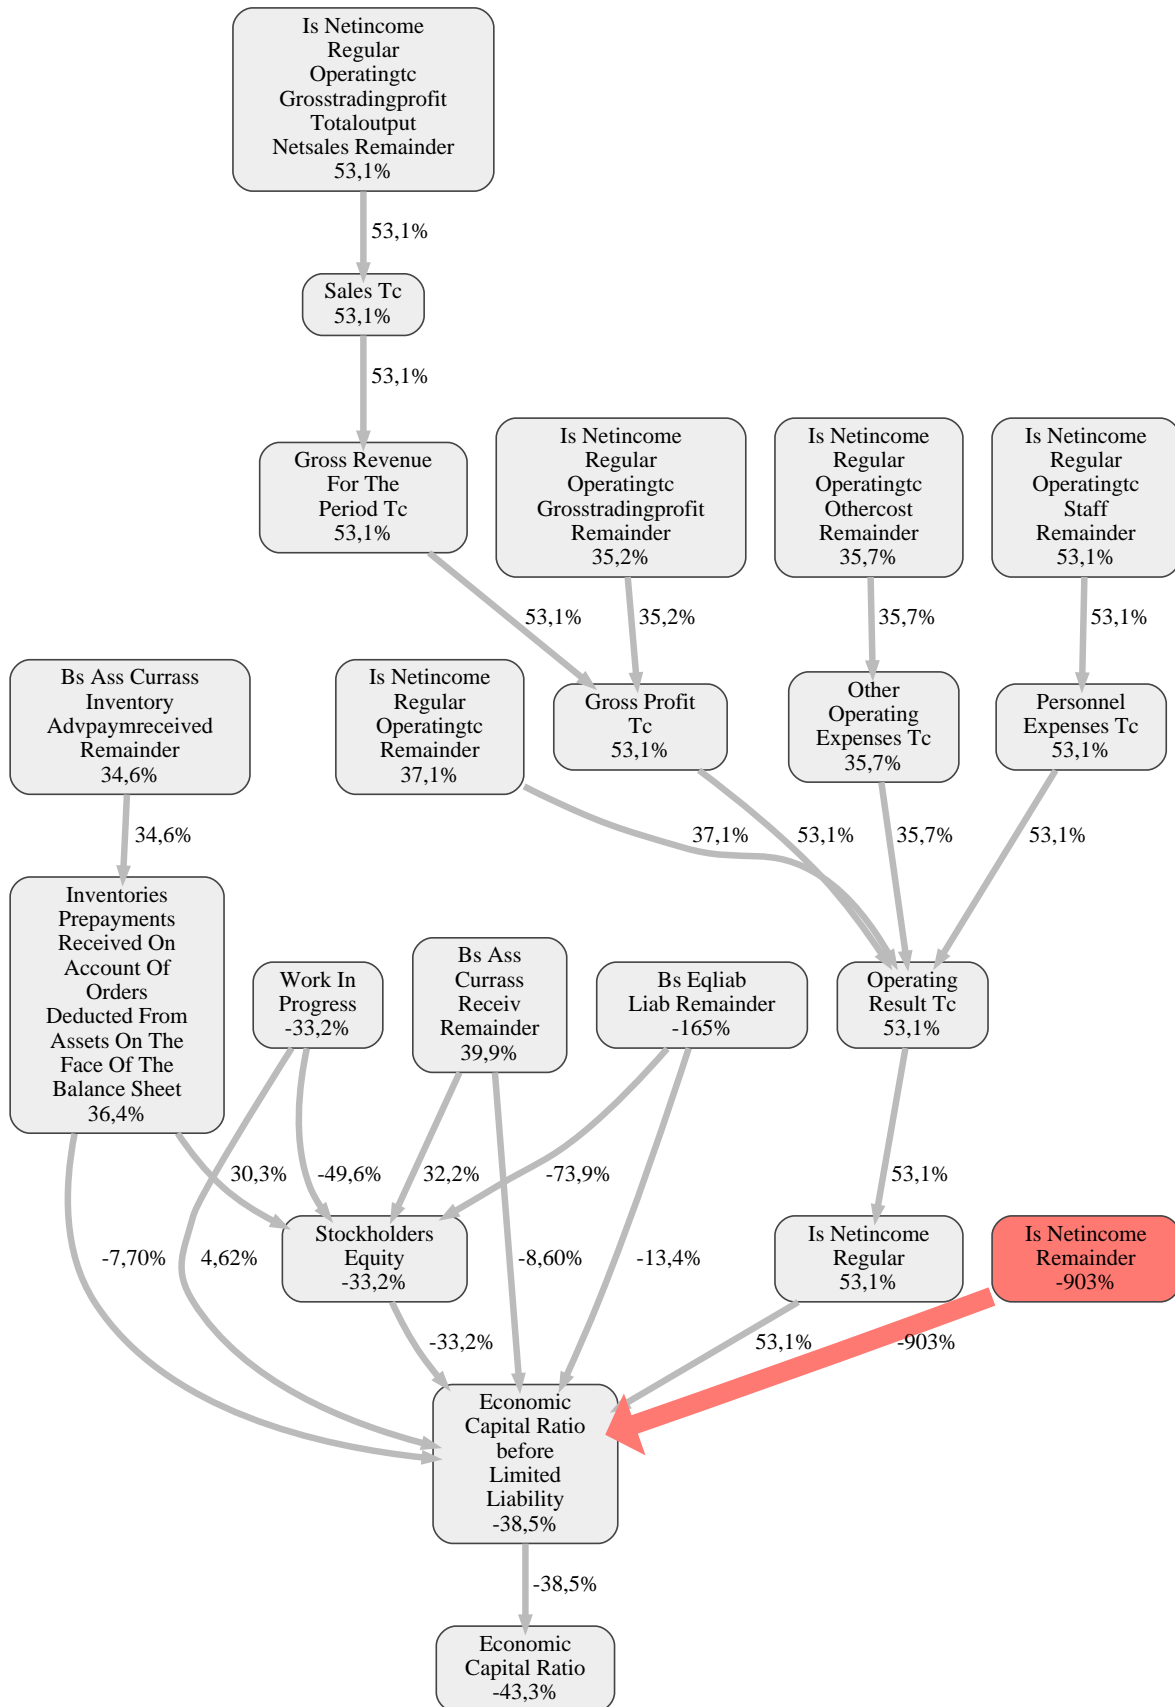 Is Netincome
Regular
Operatingtc
Grosstradingprofit
Totaloutput
Netsales Remainder
53,1%
53,1%
Sales Tc
53,1%
53,1%
Gross Revenue
For The
Period Tc
53,1%
Is Netincome
Regular
Operatingtc
Grosstradingprofit
Remainder
35,2%
Is Netincome
Regular
Operatingtc
Othercost
Remainder
35,7%
Is Netincome
Regular
Operatingtc
Staff
Remainder
53,1%
53,1%
35,2%
35,7%
53,1%
Bs Ass Currass
Inventory
Advpaymreceived
Remainder
34,6%
Is Netincome
Regular
Operatingtc
Remainder
37,1%
Gross Profit
Tc
53,1%
Other
Operating
Expenses Tc
35,7%
Personnel
Expenses Tc
53,1%
34,6%
37,1%
53,1%
35,7%
53,1%
Inventories
Prepayments
Received On
Account Of
Orders
Deducted From
Assets On The
Face Of The
Balance Sheet
36,4%
Work In
Progress
-33,2%
Bs Ass
Currass
Receiv
Remainder
39,9%
Bs Eqliab
Liab Remainder
-165%
Operating
Result Tc
53,1%
30,3%
-49,6%
32,2%
-73,9%
53,1%
-7,70%
4,62%
Stockholders
Equity
-33,2%
-8,60%
-13,4%
Is Netincome
Regular
53,1%
Is Netincome
Remainder
-903%
-33,2%
53,1%
-903%
Economic
Capital Ratio
before
Limited
Liability
-38,5%
-38,5%
Economic
Capital Ratio
-43,3%